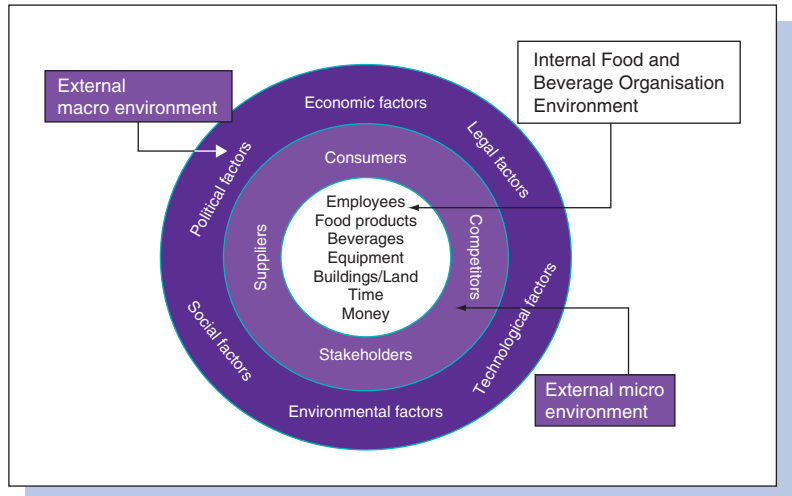 External
macro environment
Internal Food and
Beverage Organisation
Environment
Economic factors
Legal factors
Political factors
Consumers
Employees
Food products
Beverages
Equipment
Buildings/Land
Time
Money
Suppliers
Competitors
Stakeholders
Social factors
Technological factors
Environmental factors
External micro
environment